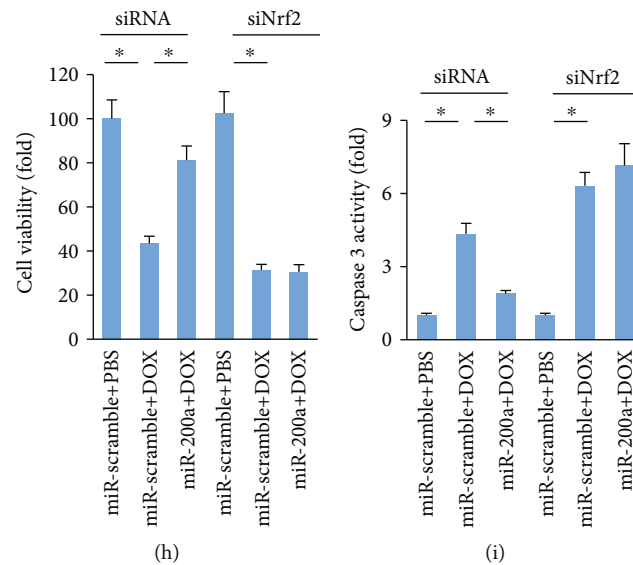 siRNA
siNrf2
* * *
120
100
80
60
40
20
0
Cell viability (fold)
miR-scramble+PBS
miR-scramble+DOX
miR-200a+DOX
miR-scramble+PBS
miR-scramble+DOX
miR-200a+DOX
(h)
siRNA
siNrf2
* * *
9
6
3
0
Caspase 3 activity (fold)
miR-scramble+PBS
miR-scramble+DOX
miR-200a+DOX
miR-scramble+PBS
miR-scramble+DOX
miR-200a+DOX
(i)